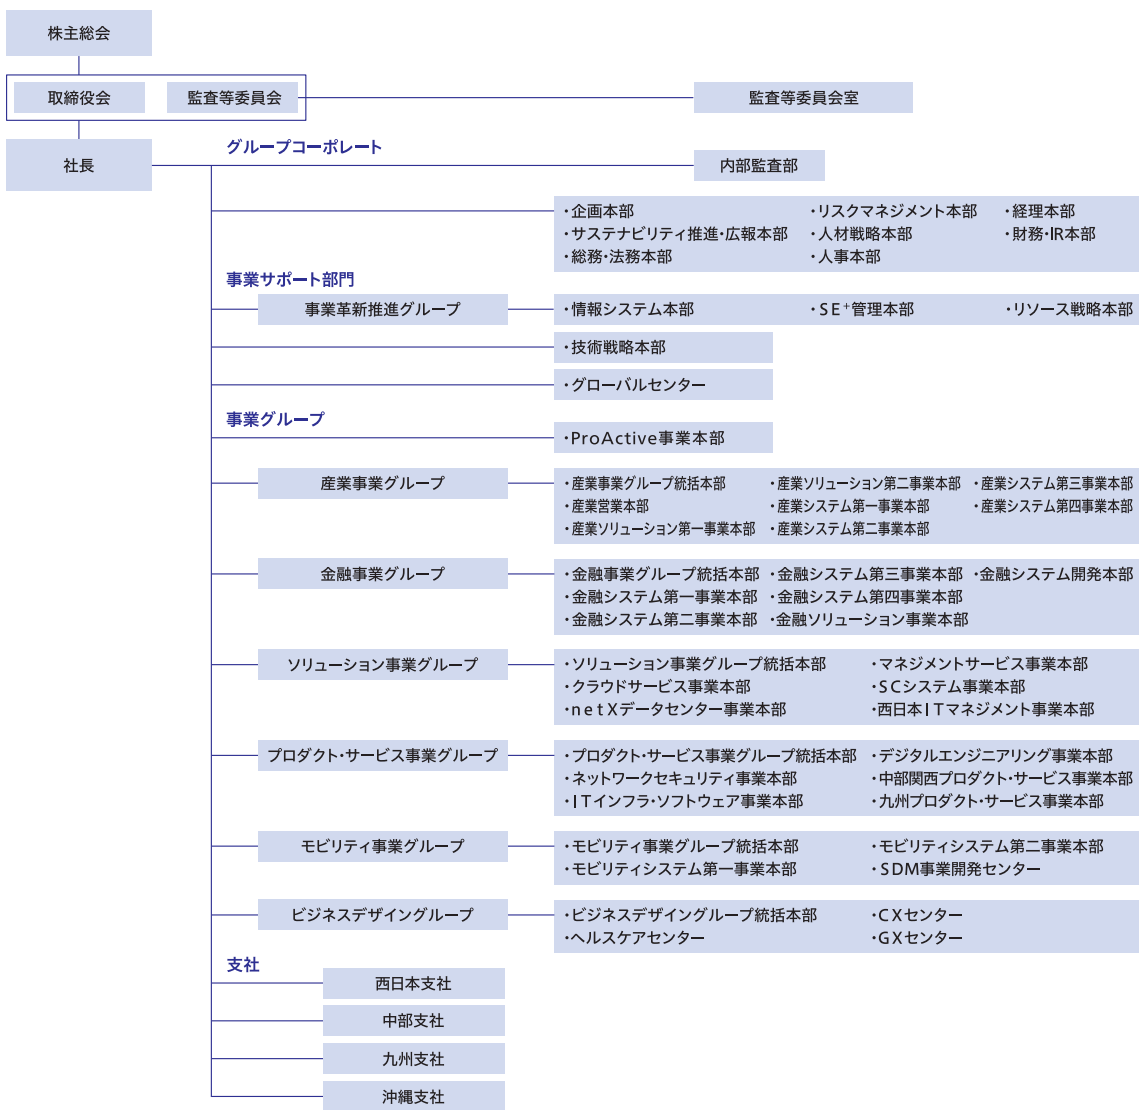 株主総会
取締役会
監査等委員会
監査等委員会室
社長
グループコーポレート
内部監査部
・企画本部
・リスクマネジメント本部
・経理本部
・サステナビリティ推進・広報本部
・人材戦略本部
・財務・IR本部
・総務・法務本部
・人事本部
事業サポート部門
事業革新推進グループ
・情報システム本部
・SE+管理本部
・リソース戦略本部
・技術戦略本部
・グローバルセンター
事業グループ
・ProActive事業本部
産業事業グループ
・産業事業グループ統括本部
・産業ソリューション第二事業本部
・産業システム第三事業本部
・産業営業本部
・産業システム第一事業本部
・産業システム第四事業本部
・産業ソリューション第一事業本部
・産業システム第二事業本部
金融事業グループ
・金融事業グループ統括本部
・金融システム第三事業本部
・金融システム開発本部
・金融システム第一事業本部
・金融システム第四事業本部
・金融システム第二事業本部
・金融ソリューション事業本部
ソリューション事業グループ
・ソリューション事業グループ統括本部
・マネジメントサービス事業本部
・クラウドサービス事業本部
・SCシステム事業本部
・netXデータセンター事業本部
・西日本ITマネジメント事業本部
プロダクト・サービス事業グループ
・プロダクト・サービス事業グループ統括本部
・デジタルエンジニアリング事業本部
・ネットワークセキュリティ事業本部
・中部関西プロダクト・サービス事業本部
・ITインフラ・ソフトウェア事業本部
・九州プロダクト・サービス事業本部
モビリティ事業グループ
・モビリティ事業グループ統括本部
・モビリティシステム第二事業本部
・モビリティシステム第一事業本部
・SDM事業開発センター
ビジネスデザイングループ
・ビジネスデザイングループ統括本部
・CXセンター
・ヘルスケアセンター
・GXセンター
支社
西日本支社
中部支社
九州支社
沖縄支社